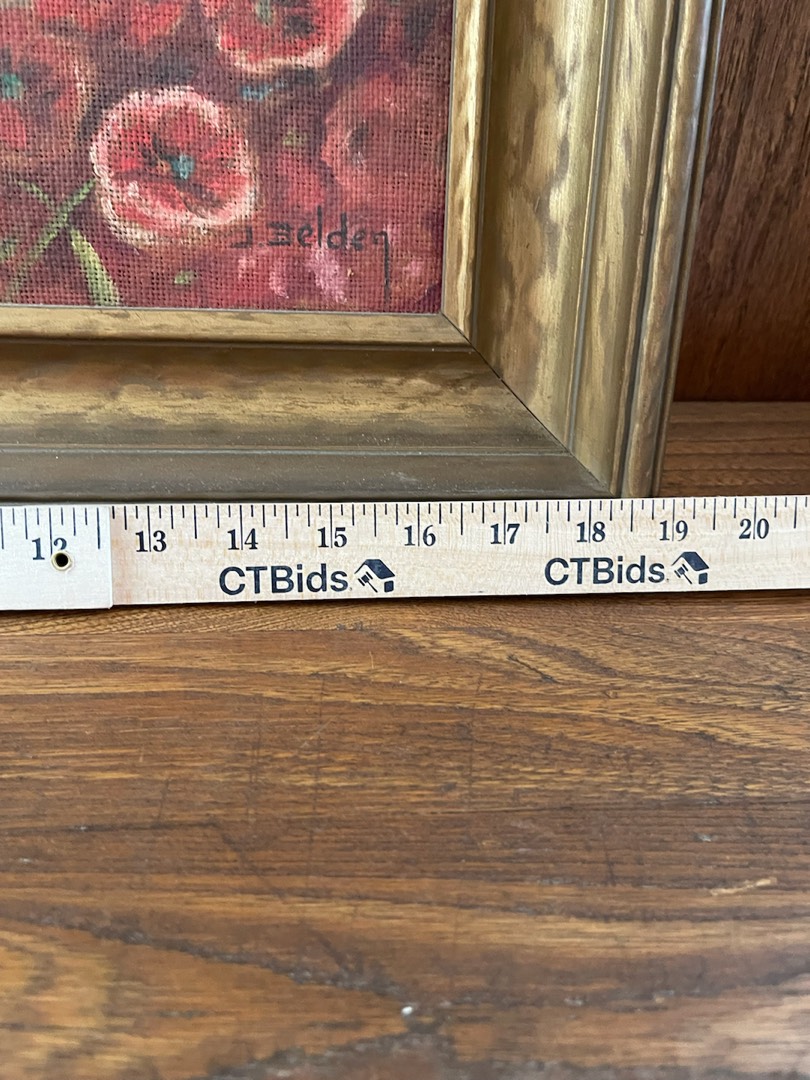 J. Belden
12 13 14 15 16 17 18 19 20
CTBids. CTBids.